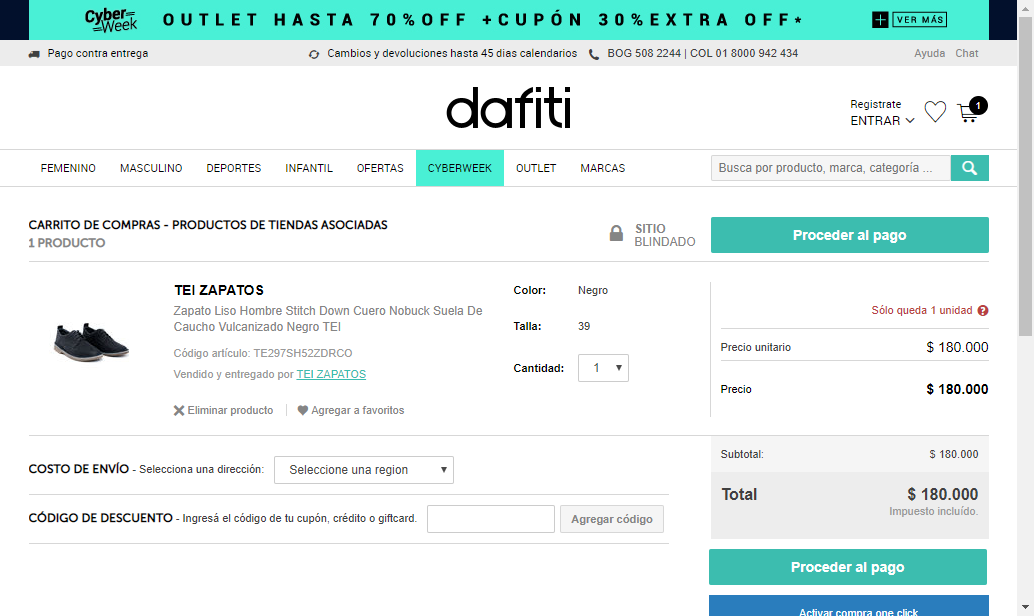 Cyber Week
OUTLET HASTA 70%OFF +CUPÓN 30%EXTRA OFF*
VER MÁS
Pago contra entrega
Cambios y devoluciones hasta 45 dias calendarios
BOG 508 2244 | COL 01 8000 942 434
Ayuda Chat
dafiti
Registrate
ENTRAR
1
FEMENINO MASCULINO DEPORTES INFANTIL OFERTAS CYBERWEEK OUTLET MARCAS
Busca por producto, marca, categoría ...
CARRITO DE COMPRAS - PRODUCTOS DE TIENDAS ASOCIADAS
1 PRODUCTO
SITIO
BLINDADO
Proceder al pago
TEI ZAPATOS
Zapato Liso Hombre Stitch Down Cuero Nobuck Suela De
Caucho Vulcanizado Negro TEI
Código artículo: TE297SH52ZDRCO
Vendido y entregado por TEI ZAPATOS
Eliminar producto
Agregar a favoritos
Color: Negro
Talla: 39
Cantidad: 1
Sólo queda 1 unidad ?
Precio unitario $ 180.000
Precio $ 180.000
COSTO DE ENVÍO - Selecciona una dirección: Seleccione una region
CÓDIGO DE DESCUENTO - Ingresá el código de tu cupón, crédito o giftcard. Agregar código
Subtotal: $ 180.000
Total $ 180.000
Impuesto incluído.
Proceder al pago
Activar compra one click